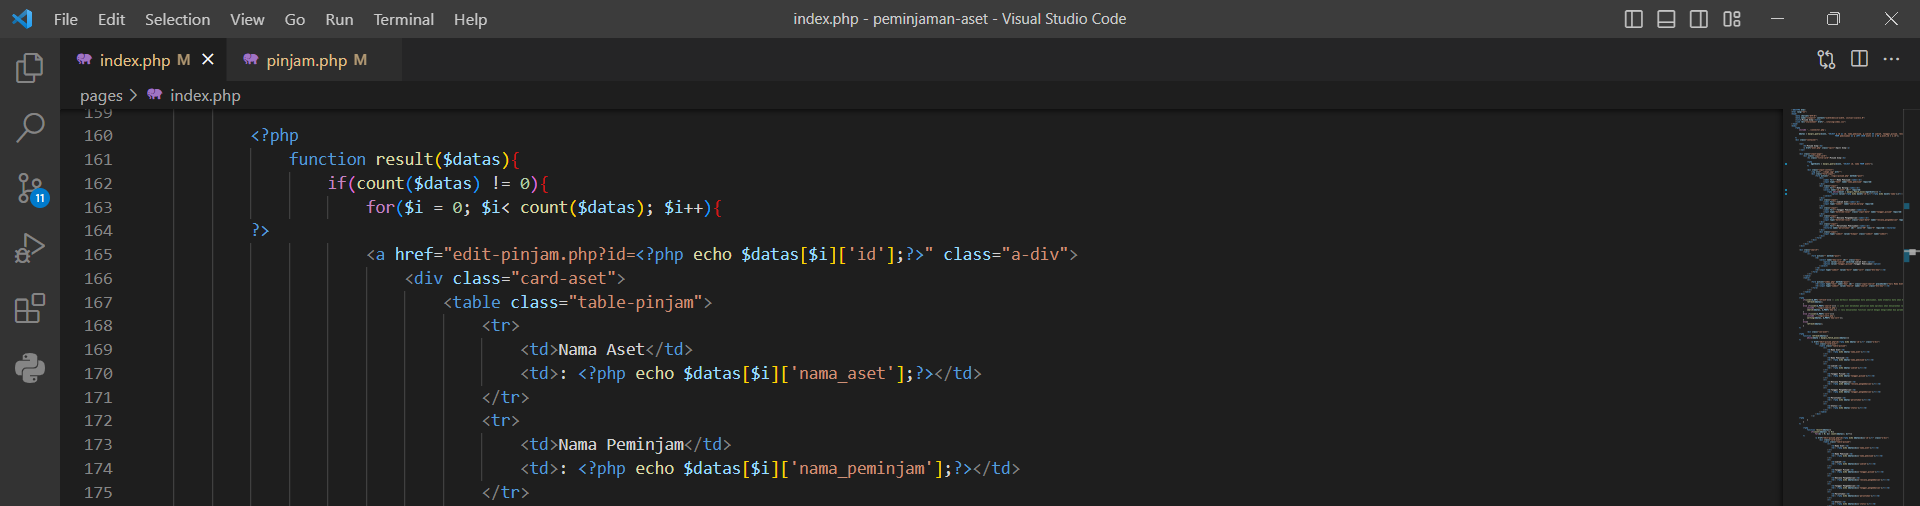 File Edit Selection View Go Run Terminal Help
index.php - peminjaman-aset - Visual Studio Code
index.php M
pinjam.php M
pages > index.php
159
160 <?php
161 function result($datas){
162 if(count($datas) != 0){
163 for($i = 0; $i< count($datas); $i++){
164 ?>
165 <a href="edit-pinjam.php?id=<?php echo $datas[$i]['id'];?>" class="a-div">
166 <div class="card-aset">
167 <table class="table-pinjam">
168 <tr>
169 <td>Nama Aset</td>
170 <td>: <?php echo $datas[$i]['nama_aset'];?></td>
171 </tr>
172 <tr>
173 <td>Nama Peminjam</td>
174 <td>: <?php echo $datas[$i]['nama_peminjam'];?></td>
175 </tr>
11